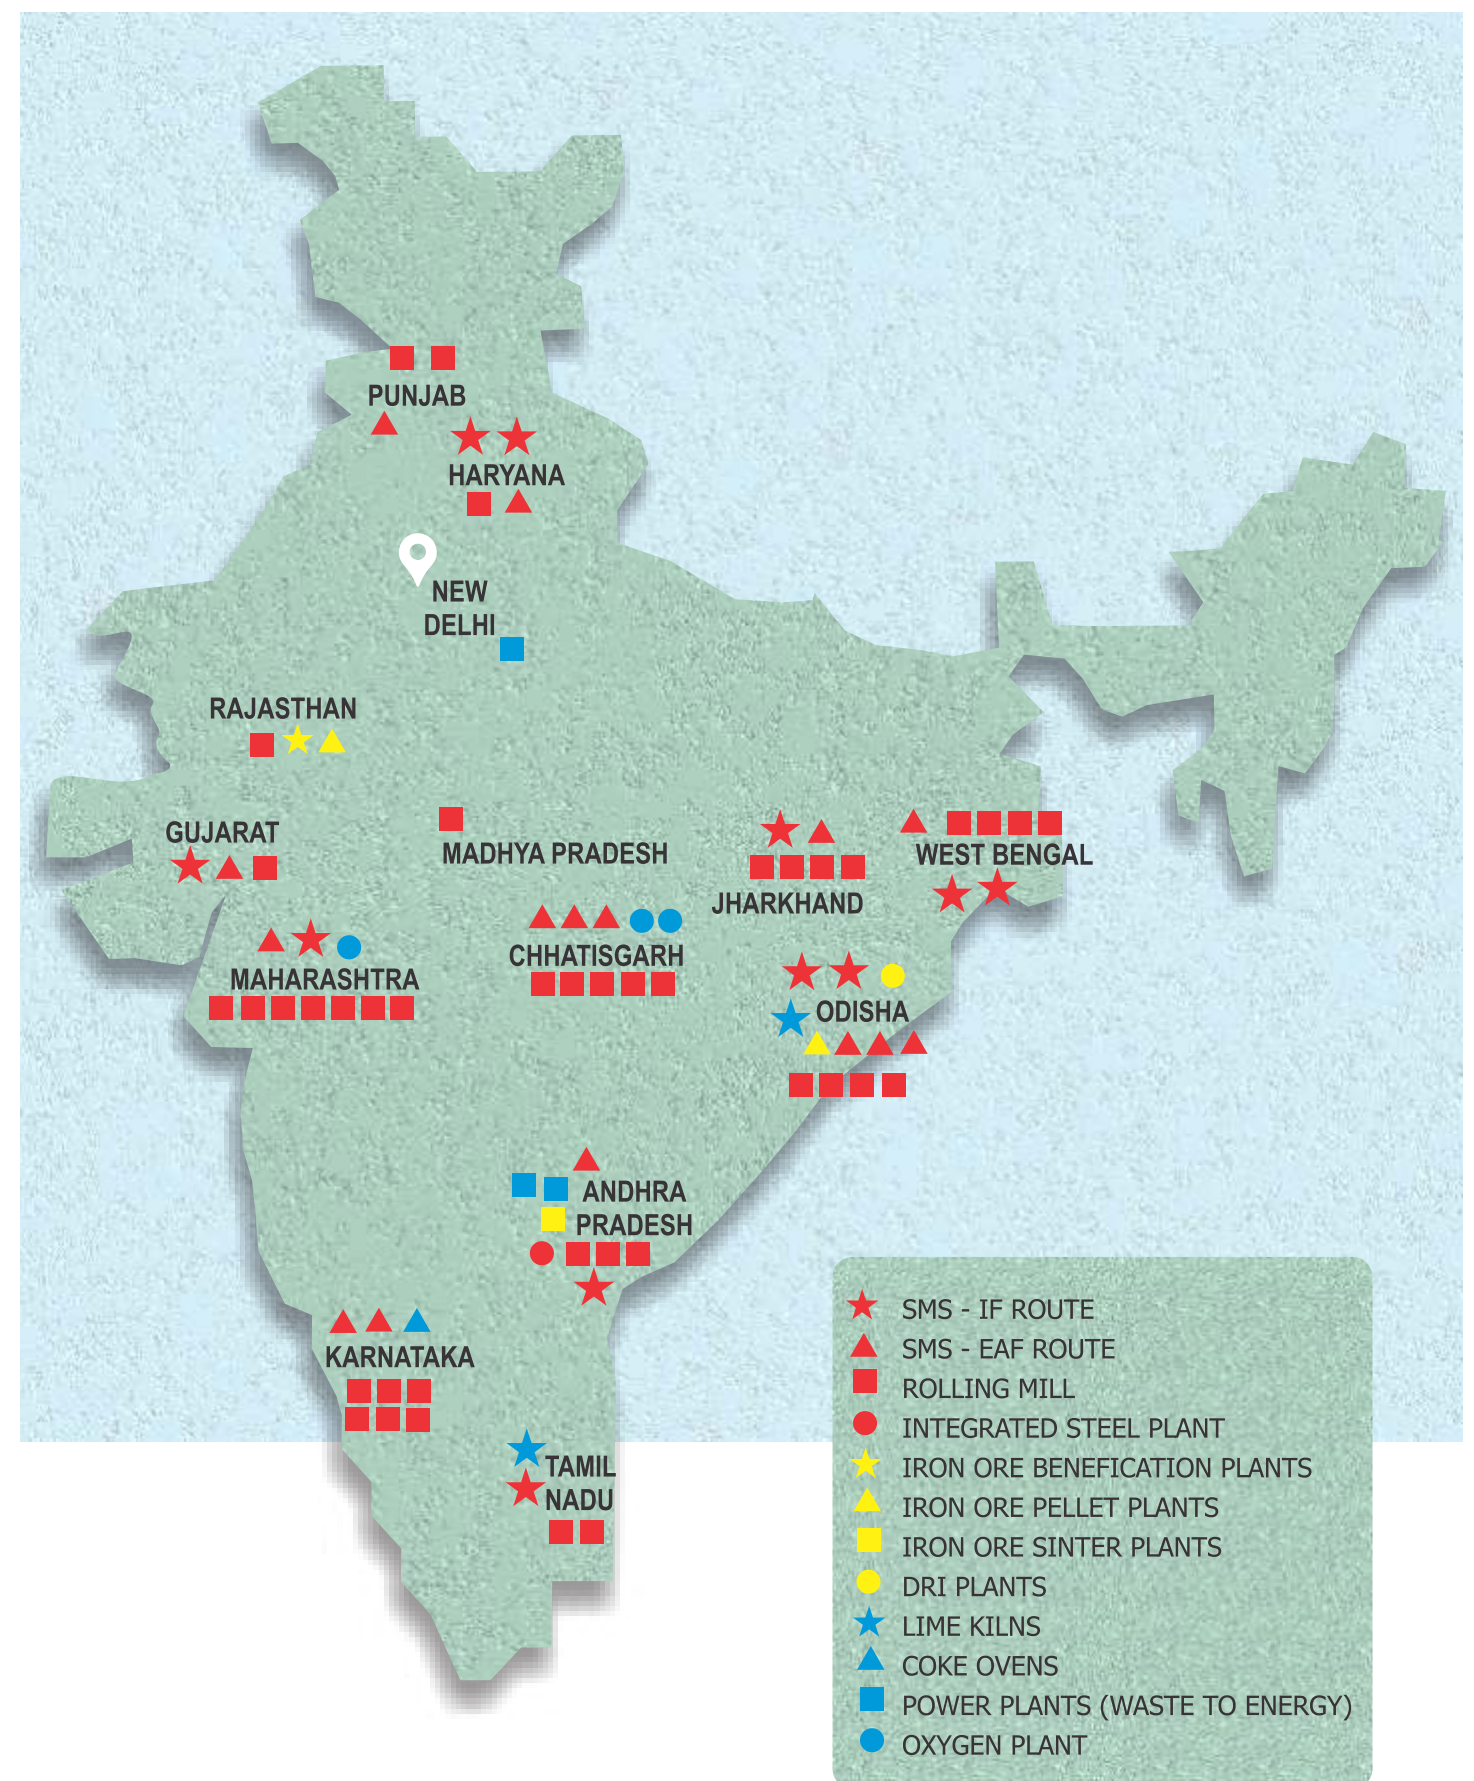 PUNJAB
HARYANA
NEW
DELHI
RAJASTHAN
GUJARAT
MADHYA PRADESH
WEST BENGAL
JHARKHAND
CHHATISGARH
MAHARASHTRA
ODISHA
ANDHRA
PRADESH
KARNATAKA
TAMIL
NADU
SMS - IF ROUTE
SMS - EAF ROUTE
ROLLING MILL
INTEGRATED STEEL PLANT
IRON ORE BENEFICATION PLANTS
IRON ORE PELLET PLANTS
IRON ORE SINTER PLANTS
DRI PLANTS
LIME KILNS
COKE OVENS
POWER PLANTS (WASTE TO ENERGY)
OXYGEN PLANT